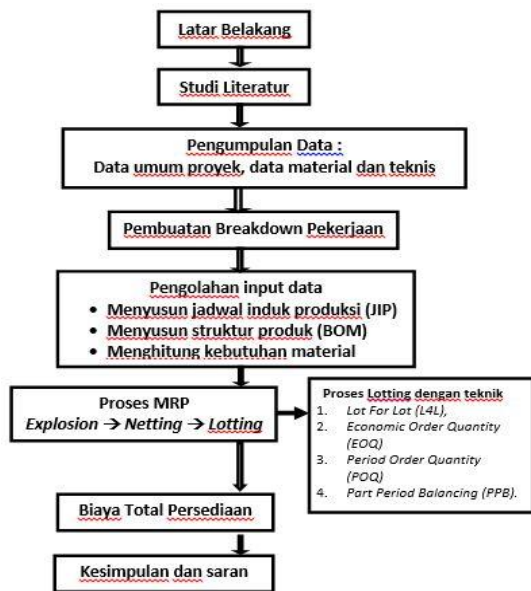 Latar Belakang
Studi Literatur
Pengumpulan Data :
Data umum proyek, data material dan teknis
Pembuatan Breakdown Pekerjaan
Pengolahan input data
• Menyusun jadwal induk produksi (JIP)
• Menyusun struktur produk (BOM)
• Menghitung kebutuhan material
Proses MRP
Explosion → Netting → Lotting
Proses Lotting dengan teknik
1. Lot For Lot (L4L),
2. Economic Order Quantity
(EOQ)
3. Period Order Quantity
(POQ)
4. Part Period Balancing (PPB).
Biaya Total Persediaan
Kesimpulan dan saran